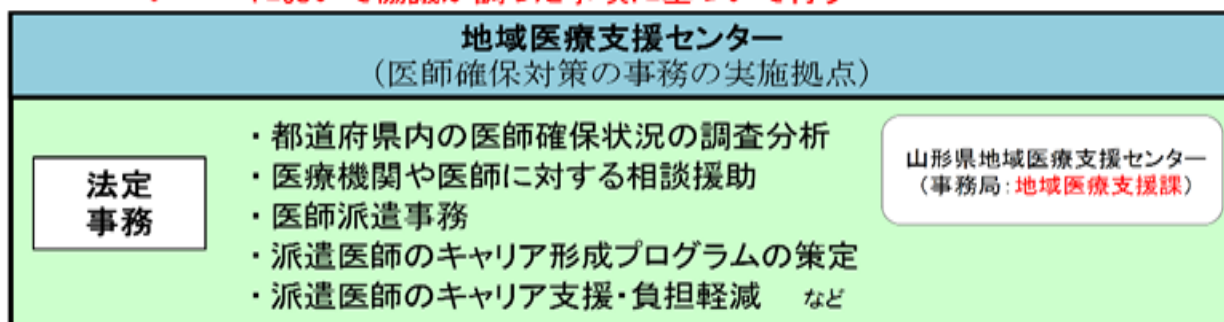 地域医療支援センター
（医師確保対策の事務の実施拠点）
法定
事務
・都道府県内の医師確保状況の調査分析
・医療機関や医師に対する相談援助
・医師派遣事務
・派遣医師のキャリア形成プログラムの策定
・派遣医師のキャリア支援・負担軽減　など
山形県地域医療支援センター
（事務局：地域医療支援課）